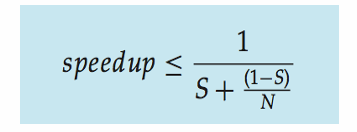 speedup ≤ 1 / (S + (1−S)/N)